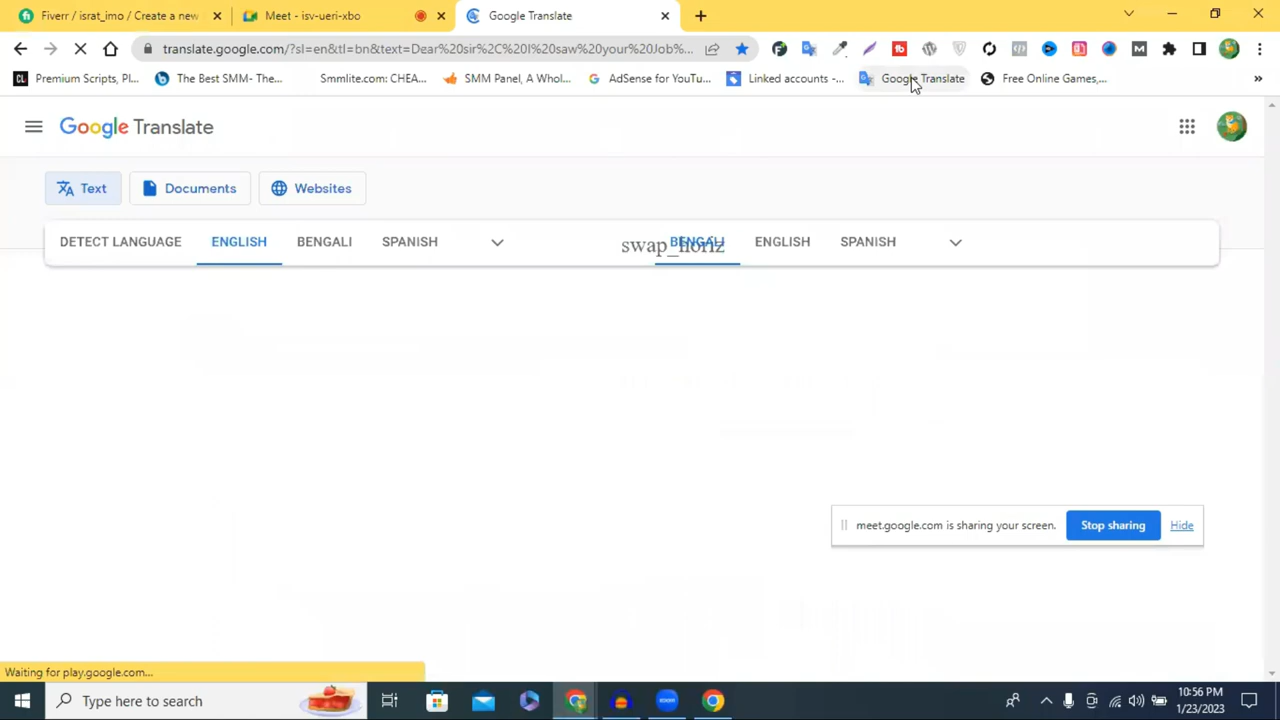 Fiverr / israt_imo / Create a new
Meet - isv-ueri-xbo
Google Translate
translate.google.com/?sl=en&tl=bn&text=Dear%20sir%2C%20I%20saw%20your%20Job%...
Premium Scripts, Pl...
The Best SMM- The...
Smmlite.com: CHEA...
SMM Panel, A Whol...
AdSense for YouTu...
Linked accounts -...
Google Translate
Free Online Games,...
»
Google Translate
Text
Documents
Websites
DETECT LANGUAGE
ENGLISH
BENGALI
SPANISH
swap_horiz
BENGALI
ENGLISH
SPANISH
meet.google.com is sharing your screen.
Stop sharing
Hide
Waiting for play.google.com...
Type here to search
zoom
10:56 PM
1/23/2023